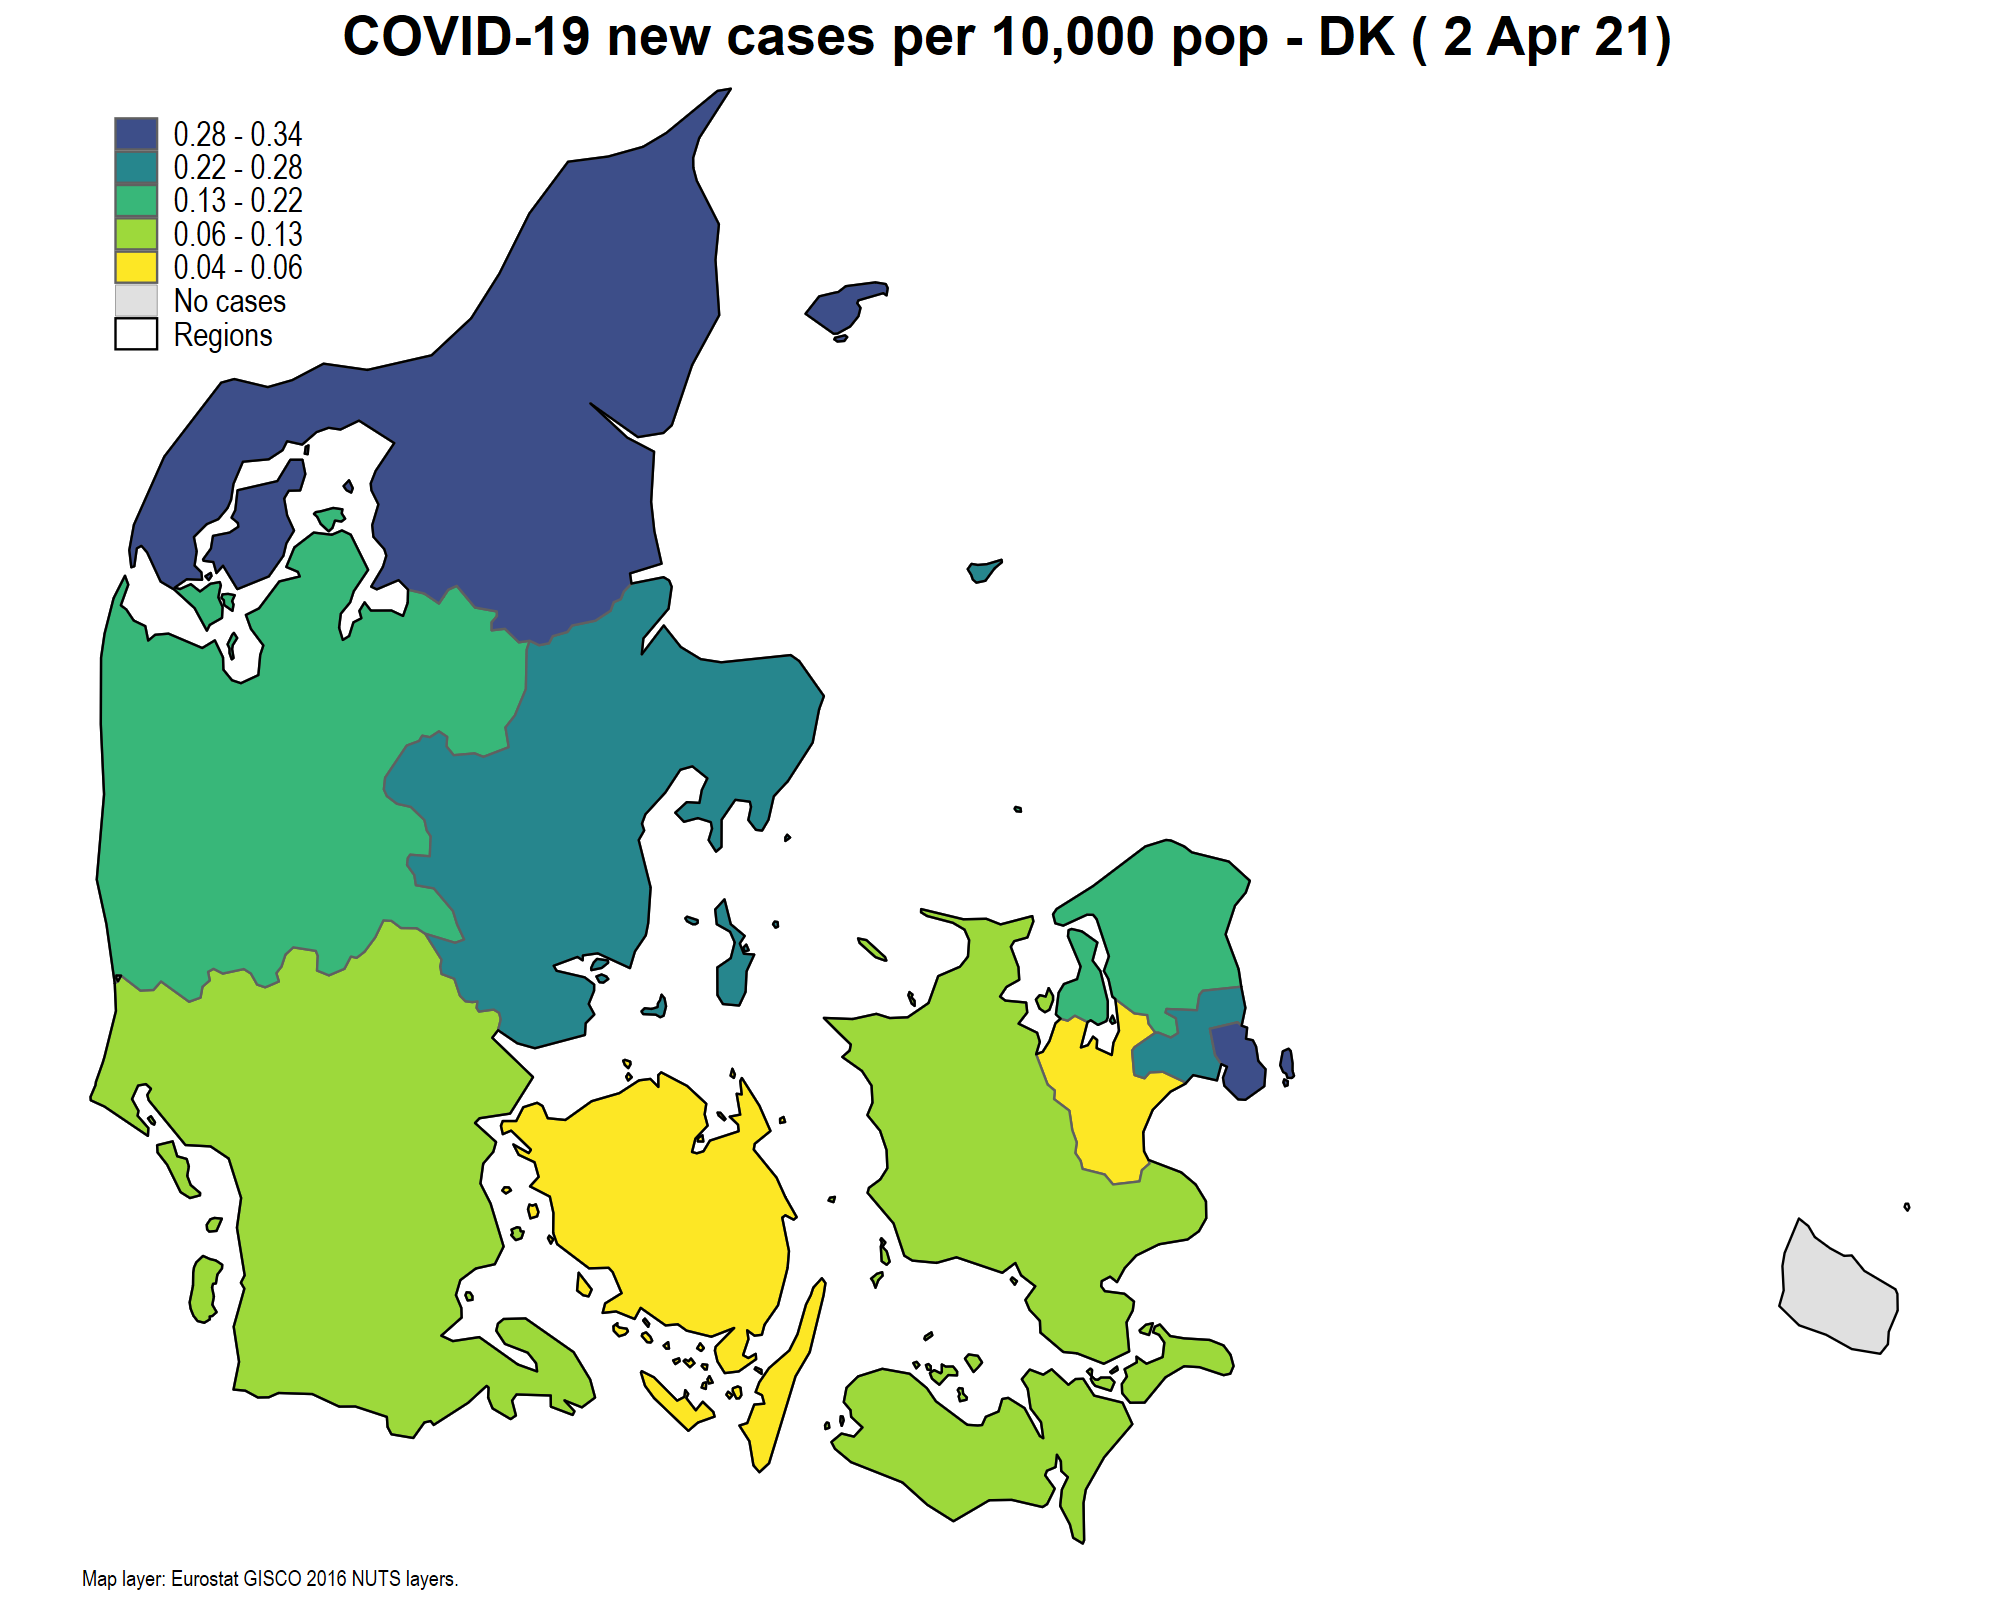 COVID-19 new cases per 10,000 pop - DK ( 2 Apr 21)
0.28 - 0.34
0.22 - 0.28
0.13 - 0.22
0.06 - 0.13
0.04 - 0.06
No cases
Regions
Map layer: Eurostat GISCO 2016 NUTS layers.